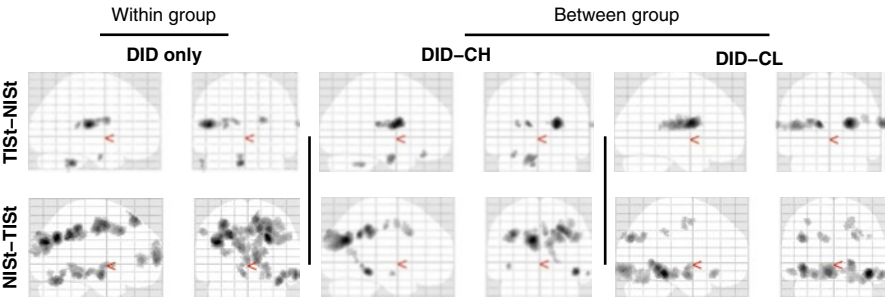 Within group
Between group
DID only
DID–CH
DID–CL
TISt–NISt
NISt–TISt